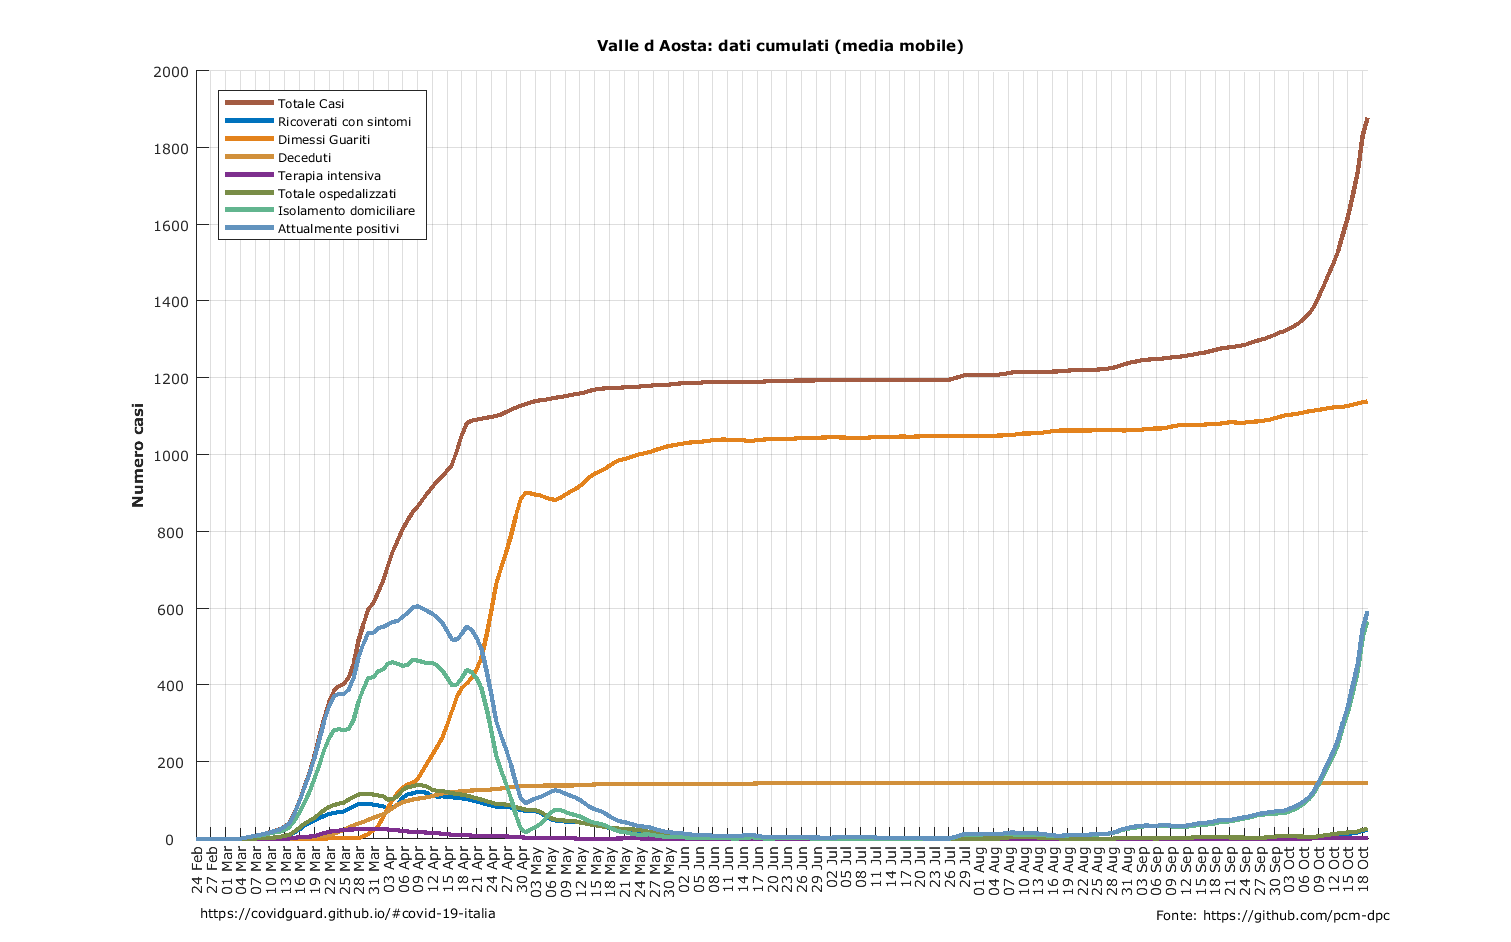 Valle d Aosta: dati cumulati (media mobile)
2000
1800
1600
1400
1200
1000
800
600
400
200
0
Numero casi
Totale Casi
Ricoverati con sintomi
Dimessi Guariti
Deceduti
Terapia intensiva
Totale ospedalizzati
Isolamento domiciliare
Attualmente positivi
24 Feb
27 Feb
01 Mar
04 Mar
07 Mar
10 Mar
13 Mar
16 Mar
19 Mar
22 Mar
25 Mar
28 Mar
31 Mar
03 Apr
06 Apr
09 Apr
12 Apr
15 Apr
18 Apr
21 Apr
24 Apr
27 Apr
30 Apr
03 May
06 May
09 May
12 May
15 May
18 May
21 May
24 May
27 May
30 May
02 Jun
05 Jun
08 Jun
11 Jun
14 Jun
17 Jun
20 Jun
23 Jun
26 Jun
29 Jun
02 Jul
05 Jul
08 Jul
11 Jul
14 Jul
17 Jul
20 Jul
23 Jul
26 Jul
29 Jul
01 Aug
04 Aug
07 Aug
10 Aug
13 Aug
16 Aug
19 Aug
22 Aug
25 Aug
28 Aug
31 Aug
03 Sep
06 Sep
09 Sep
12 Sep
15 Sep
18 Sep
21 Sep
24 Sep
27 Sep
30 Sep
03 Oct
06 Oct
09 Oct
12 Oct
15 Oct
18 Oct
https://covidguard.github.io/#covid-19-italia
Fonte: https://github.com/pcm-dpc